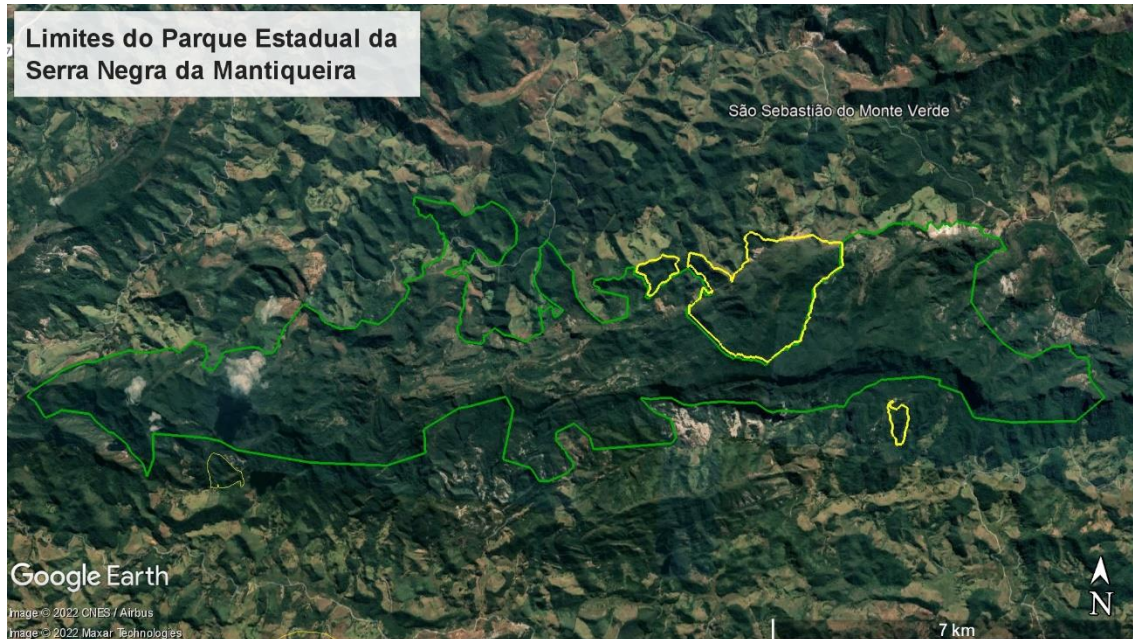 Limites do Parque Estadual da
Serra Negra da Mantiqueira
São Sebastião do Monte Verde
Google Earth
Image © 2022 CNES / Airbus
Image © 2022 Maxar Technologies
N
7 km